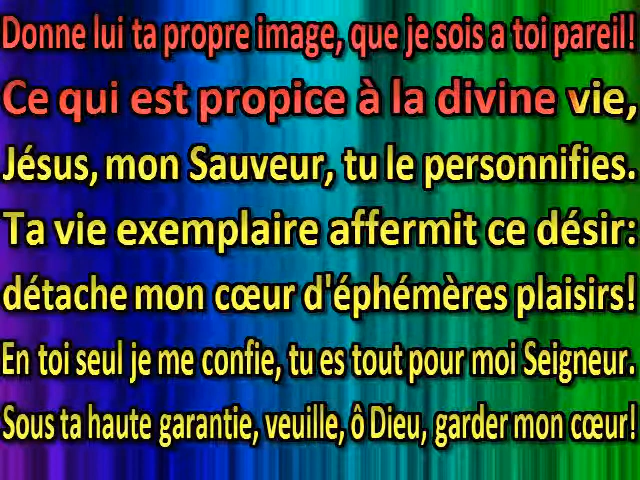 Donne lui ta propre image, que je sois a toi pareil!
Ce qui est propice à la divine vie,
Jésus, mon Sauveur, tu le personnifies.
Ta vie exemplaire affermit ce désir:
détache mon cœur d'éphémères plaisirs!
En toi seul je me confie, tu es tout pour moi Seigneur.
Sous ta haute garantie, veuille, ô Dieu, garder mon cœur!